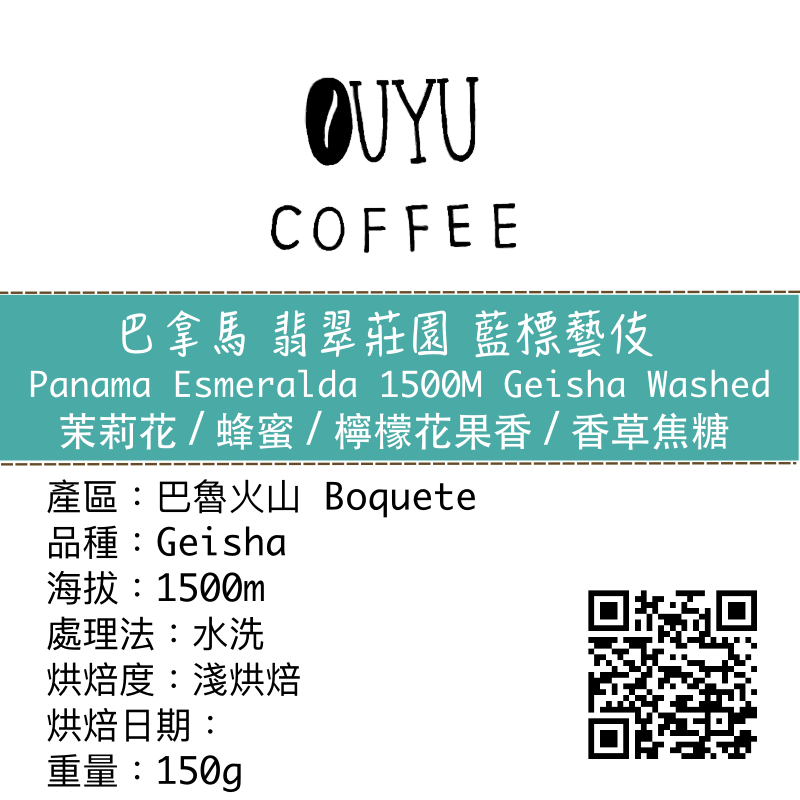 OUYU
COFFEE
巴拿馬 翡翠莊園 藍標藝伎
Panama Esmeralda 1500M Geisha Washed
茉莉花 / 蜂蜜 / 檸檬花果香 / 香草焦糖
產區：巴魯火山 Boquete
品種：Geisha
海拔：1500m
處理法：水洗
烘焙度：淺烘焙
烘焙日期：
重量：150g